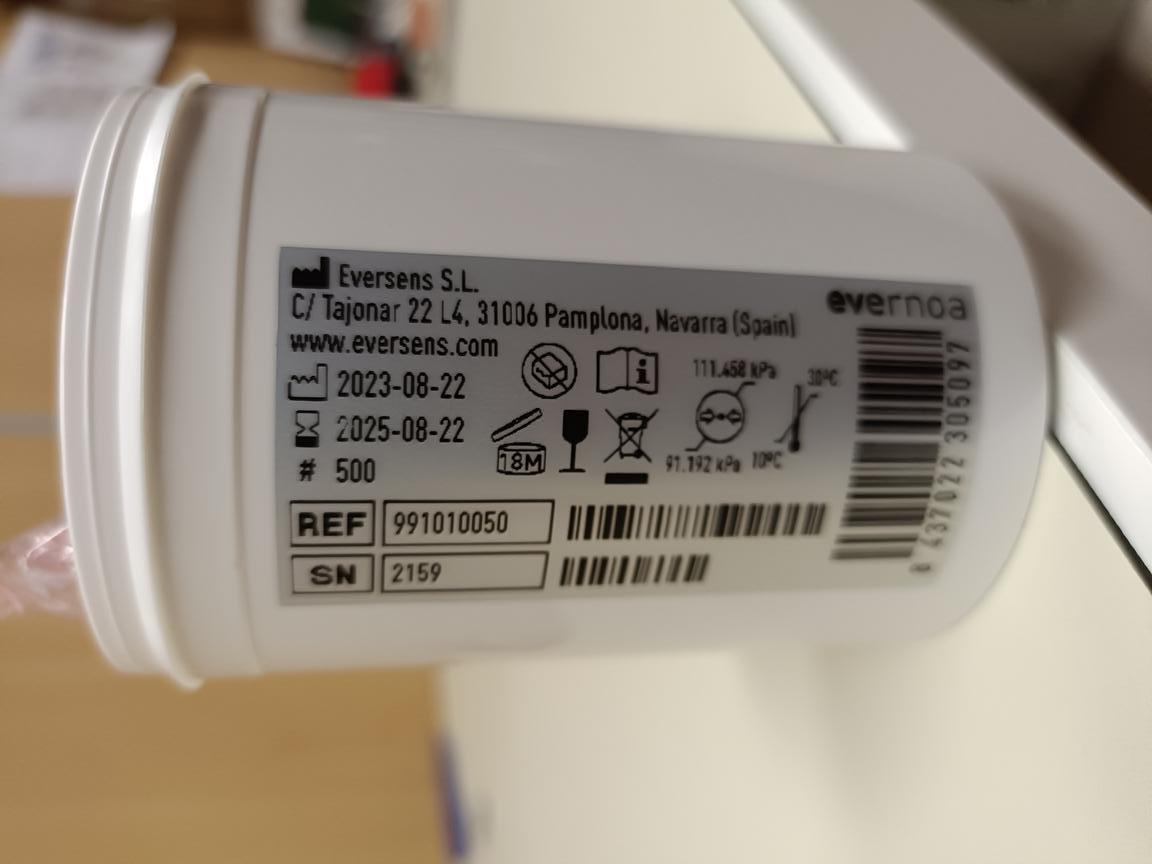 Eversens S.L.
C/ Tajonar 22 L4, 31006 Pamplona, Navarra (Spain)
www.eversens.com
2023-08-22
2025-08-22
# 500
18M
111.458 kPa
91.192 kPa
30ºC
10ºC
REF 991010050
SN 2159
evernoa
8 437022 305097